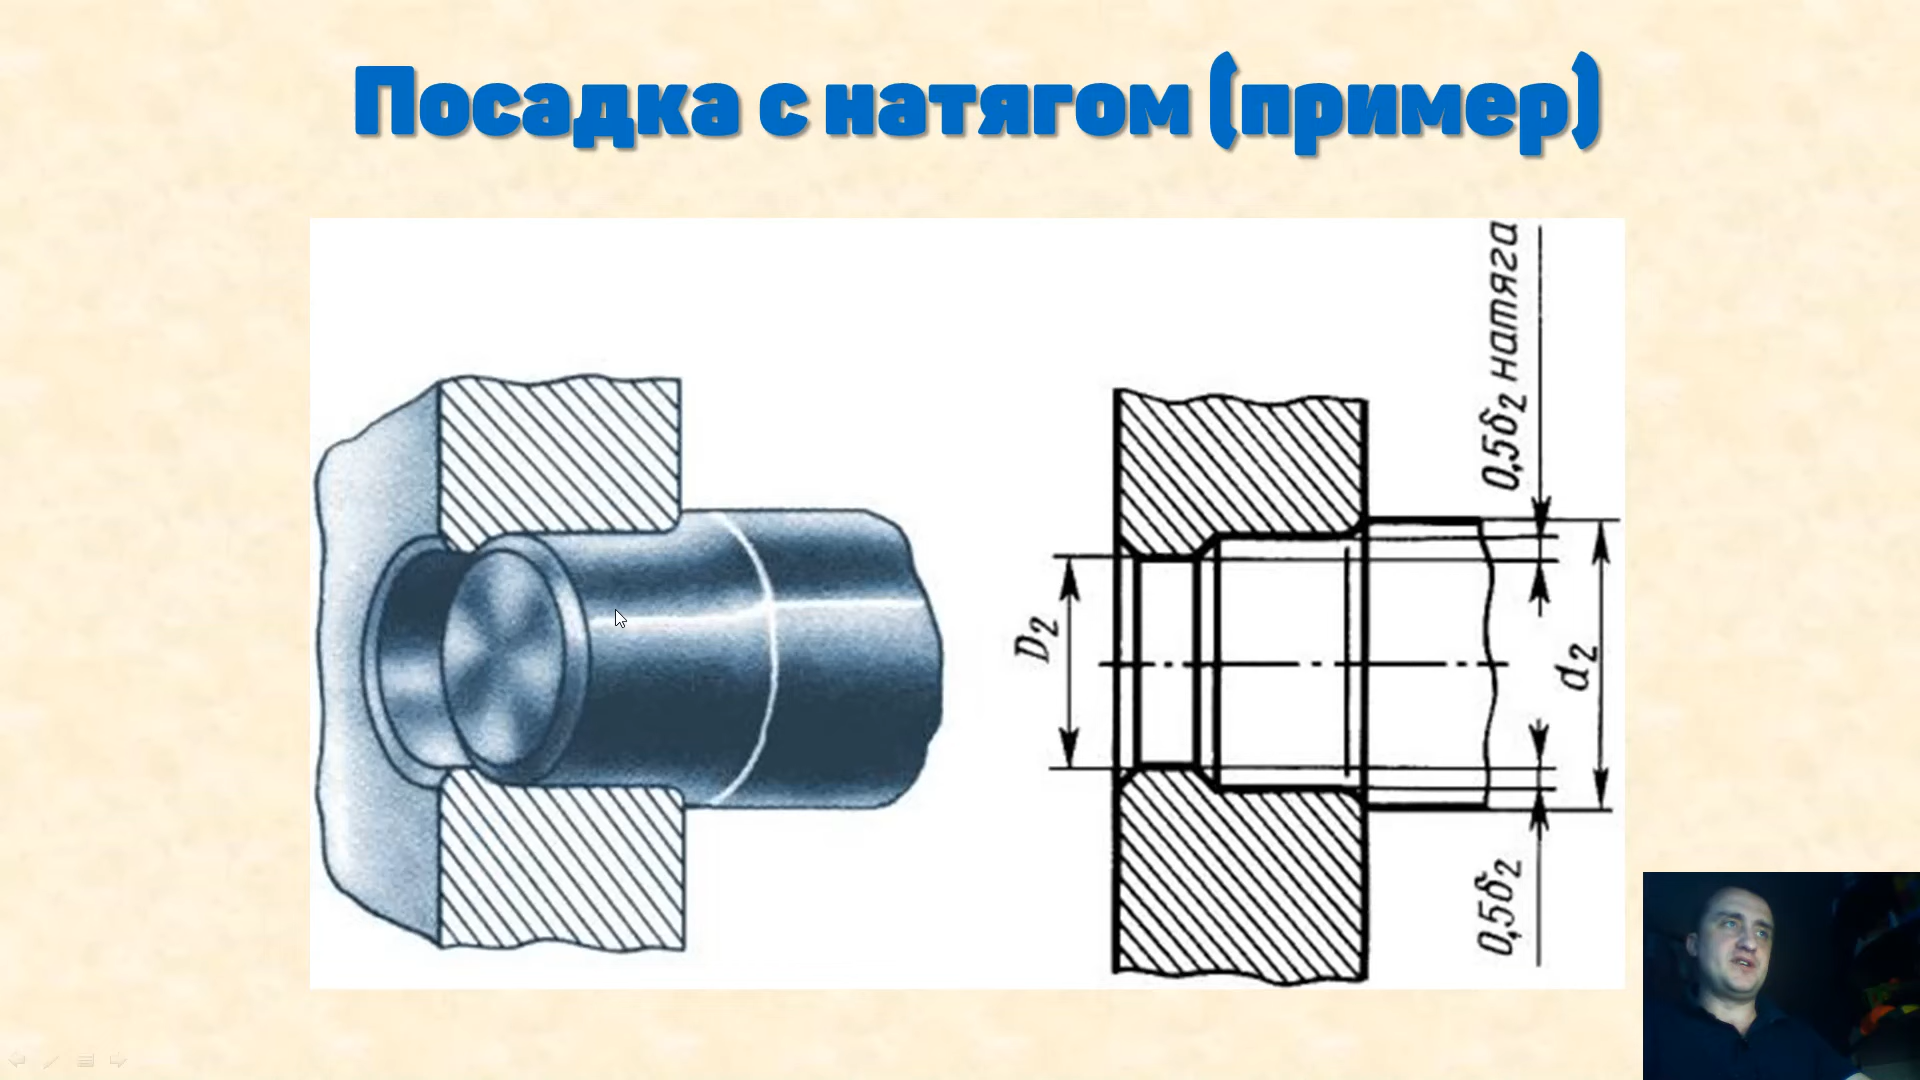 Посадка с натягом (пример)
0,5δ2 натяга
D2
d2
0,5δ2